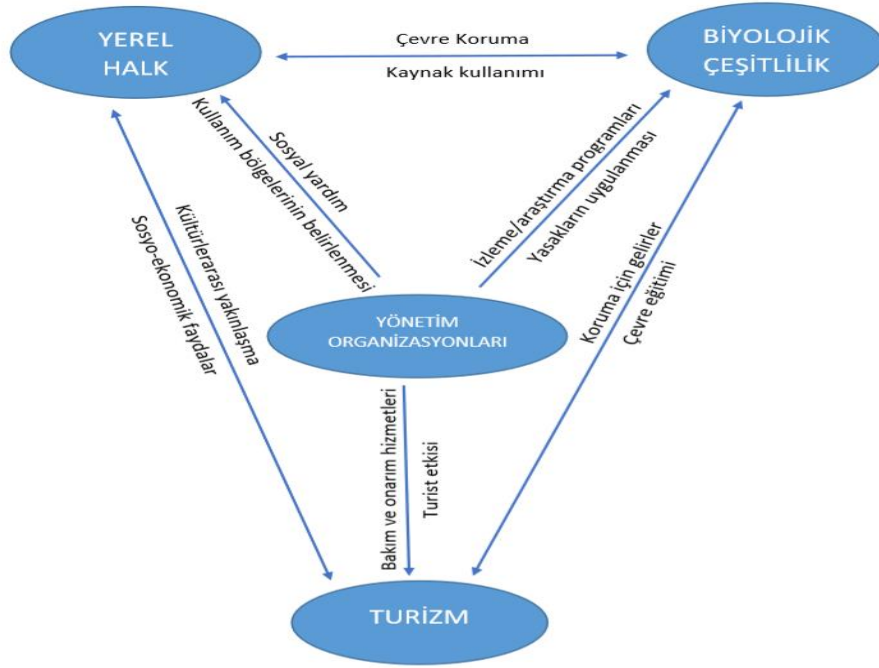 YEREL
HALK
Çevre Koruma
Kaynak kullanımı
BİYOLOJİK
ÇEŞİTLİLİK
Sosyal yardım
Kullanım bölgelerinin belirlenmesi
İzleme/araştırma programları
Yasakların uygulanması
Kültürlerarası yakınlaşma
Sosyo-ekonomik faydalar
Koruma için gelirler
Çevre eğitimi
YÖNETİM
ORGANİZASYONLARI
Bakım ve onarım hizmetleri
Turist etkisi
TURİZM